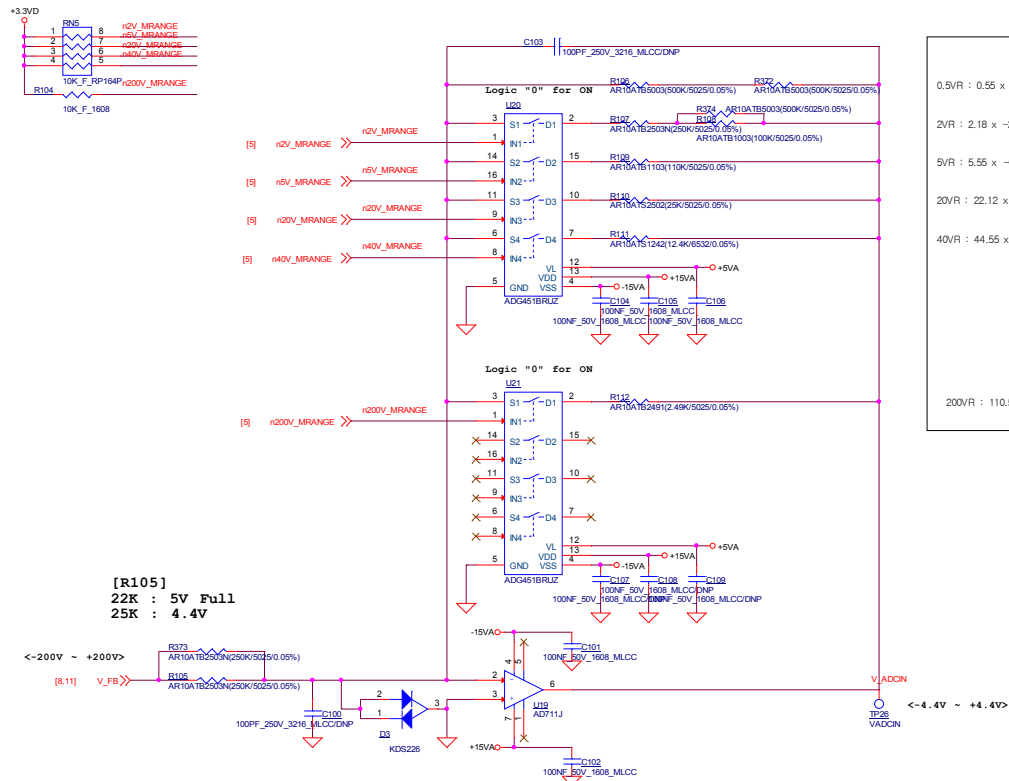 +3.3VD
RN5
1 8 n2V_MRANGE
2 7 n5V_MRANGE
3 6 n20V_MRANGE
4 5 n40V_MRANGE
10K_F_RP164P
R104 n200V_MRANGE
10K_F_1608
C103
100PF_250V_3216_MLCC/DNP
R106
AR10ATB5003(500K/5025/0.05%)
R372
AR10ATB5003(500K/5025/0.05%)
Logic "0" for ON
U20
R374 AR10ATB5003(500K/5025/0.05%)
R107
AR10ATB2503N(250K/5025/0.05%)
R108
AR10ATB1003(100K/5025/0.05%)
3 S1 D1 2
n2V_MRANGE
[5] n2V_MRANGE
1 IN1
14 S2 D2 15
R109
AR10ATB1103(110K/5025/0.05%)
n5V_MRANGE
[5] n5V_MRANGE
16 IN2
11 S3 D3 10
R110
AR10ATS2502(25K/5025/0.05%)
n20V_MRANGE
[5] n20V_MRANGE
9 IN3
6 S4 D4 7
R111
AR10ATS1242(12.4K/6532/0.05%)
n40V_MRANGE
[5] n40V_MRANGE
8 IN4
VL 12 +5VA
VDD 13 +15VA
5 GND VSS 4 -15VA
ADG451BRUZ
C104 C105 C106
100NF_50V_1608_MLCC 100NF_50V_1608_MLCC
0.5VR : 0.55 x
2VR : 2.18 x -
5VR : 5.55 x -
20VR : 22.12 x
40VR : 44.55 x
200VR : 110.
Logic "0" for ON
U21
3 S1 D1 2
R112
AR10ATB2491(2.49K/5025/0.05%)
n200V_MRANGE
[5] n200V_MRANGE
1 IN1
14 S2 D2 15
16 IN2
11 S3 D3 10
9 IN3
6 S4 D4 7
8 IN4
VL 12 +5VA
VDD 13 +15VA
5 GND VSS 4 -15VA
ADG451BRUZ
C107 C108 C109
100NF_50V_1608_MLCC/DNP 100NF_50V_1608_MLCC/DNP
[R105]
22K : 5V Full
25K : 4.4V
<-200V ~ +200V>
R373
AR10ATB2503N(250K/5025/0.05%)
[8,11] V_FB
R105
AR10ATB2503N(250K/5025/0.05%)
C100
100PF_250V_3216_MLCC/DNP
2
1
3
D3
KDS226
-15VA
C101
100NF_50V_1608_MLCC
4 5
2 -
3 +
6
7 1
U19
AD711J
+15VA
C102
100NF_50V_1608_MLCC
V_ADCIN
TP26
VADCIN
<-4.4V ~ +4.4V>